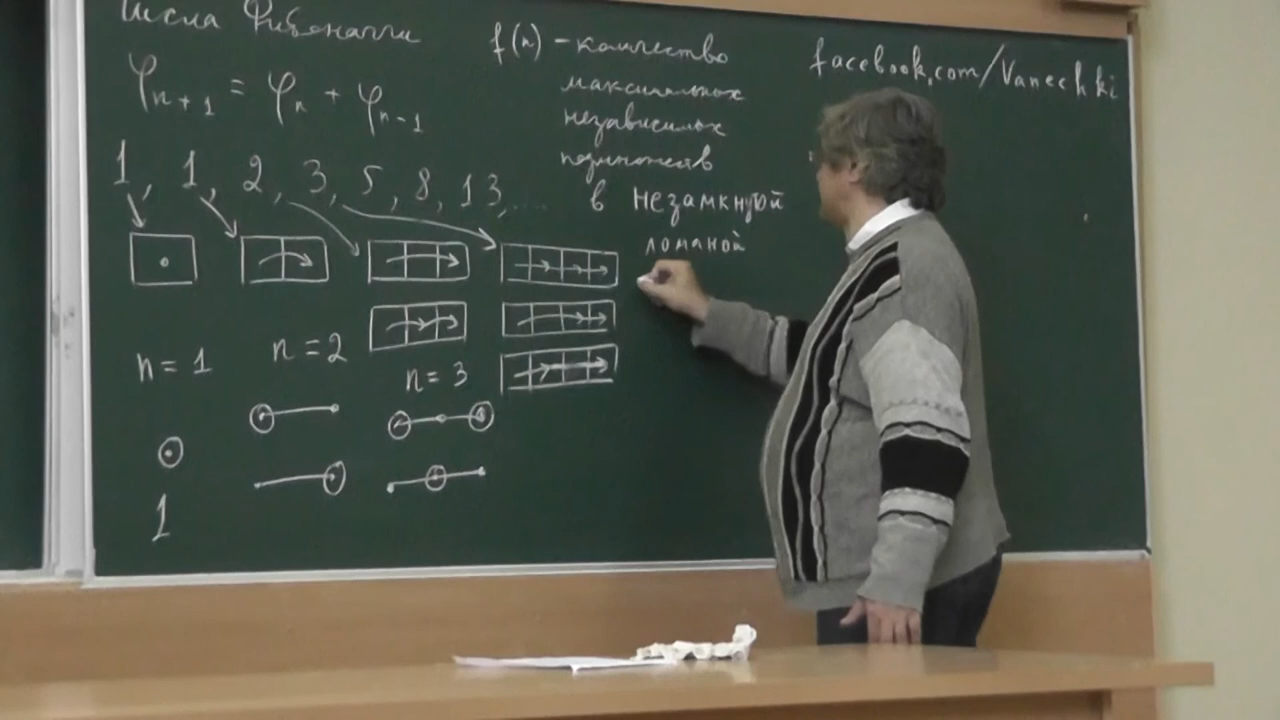 Числа Фибоначчи
φₙ₊₁ = φₙ + φₙ₋₁
1, 1, 2, 3, 5, 8, 13, ....
n = 1
n = 2
n = 3
1
f(n) - количество
максимальных
независимых
подмножеств
в незамкнутой
ломаной
facebook.com/Vanechki